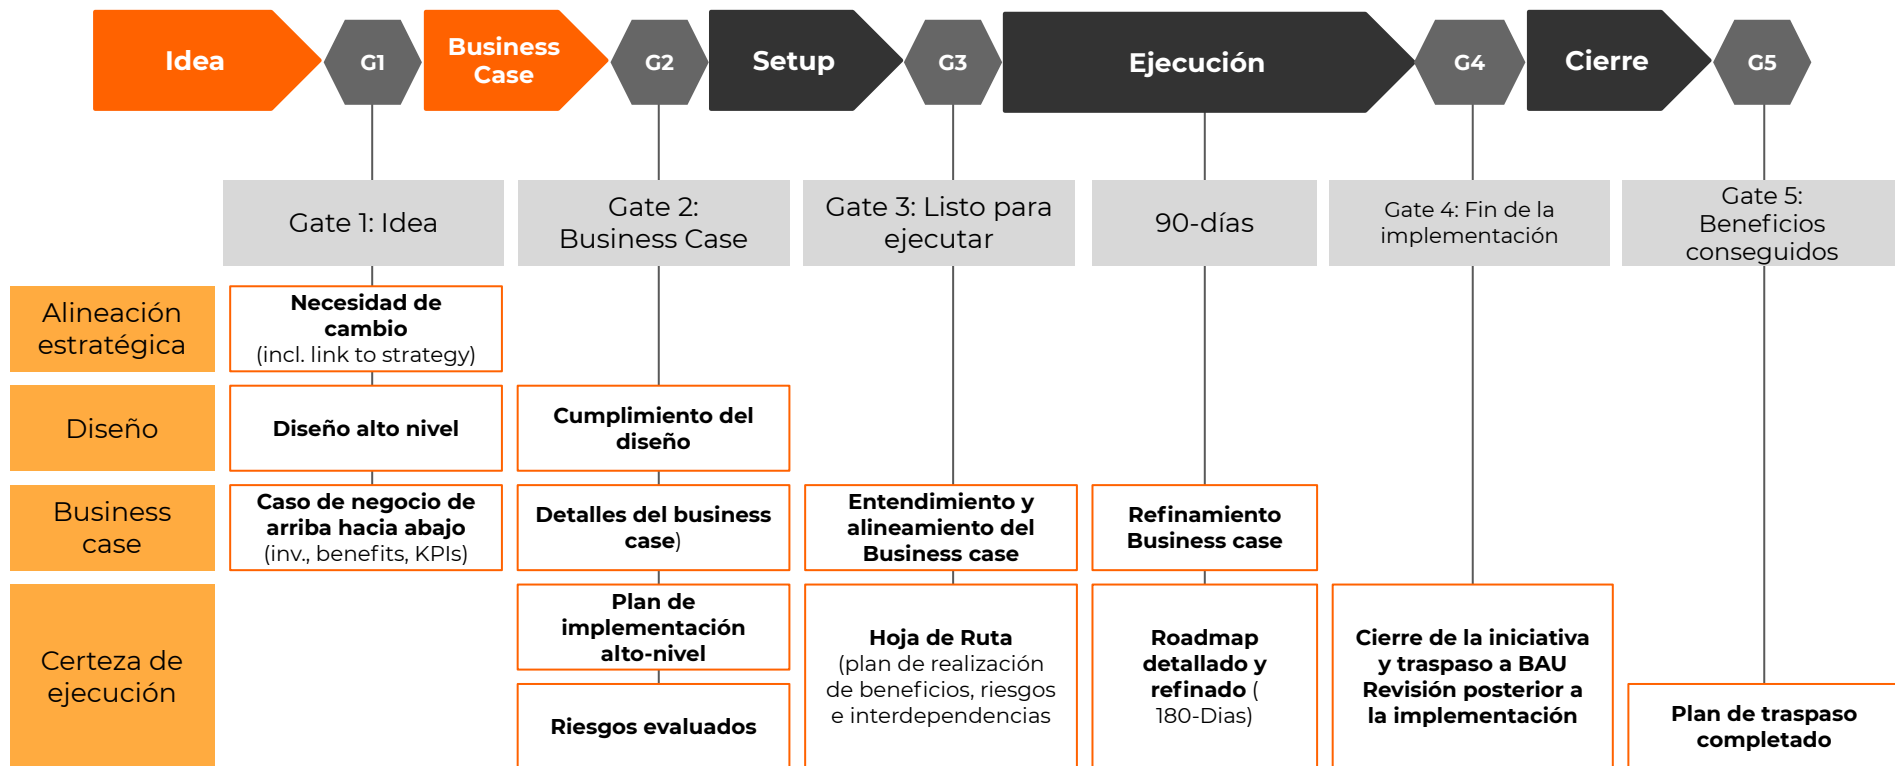 Idea
G1
Business
Case
G2
Setup
G3
Ejecución
G4
Cierre
G5
Gate 1: Idea
Gate 2:
Business Case
Gate 3: Listo para
ejecutar
90-días
Gate 4: Fin de la
implementación
Gate 5:
Beneficios
conseguidos
Alineación
estratégica
Necesidad de
cambio
(incl. link to strategy)
Diseño
Diseño alto nivel
Cumplimiento del
diseño
Business
case
Caso de negocio de
arriba hacia abajo
(inv., benefits, KPIs)
Detalles del business
case)
Entendimiento y
alineamiento del
Business case
Refinamiento
Business case
Certeza de
ejecución
Plan de
implementación
alto-nivel
Riesgos evaluados
Hoja de Ruta
(plan de realización
de beneficios, riesgos
e interdependencias
Roadmap
detallado y
refinado (
180-Dias)
Cierre de la iniciativa
y traspaso a BAU
Revisión posterior a
la implementación
Plan de traspaso
completado